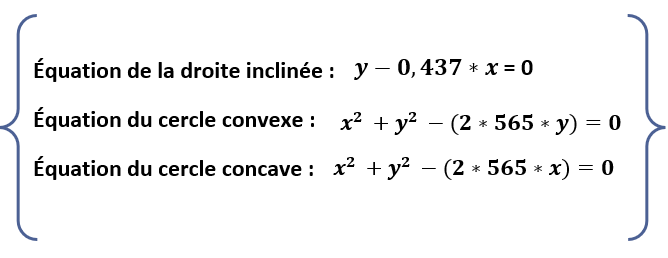 Équation de la droite inclinée : y − 0,437 * x = 0
Équation du cercle convexe : x² + y² − (2 * 565 * y) = 0
Équation du cercle concave : x² + y² − (2 * 565 * x) = 0